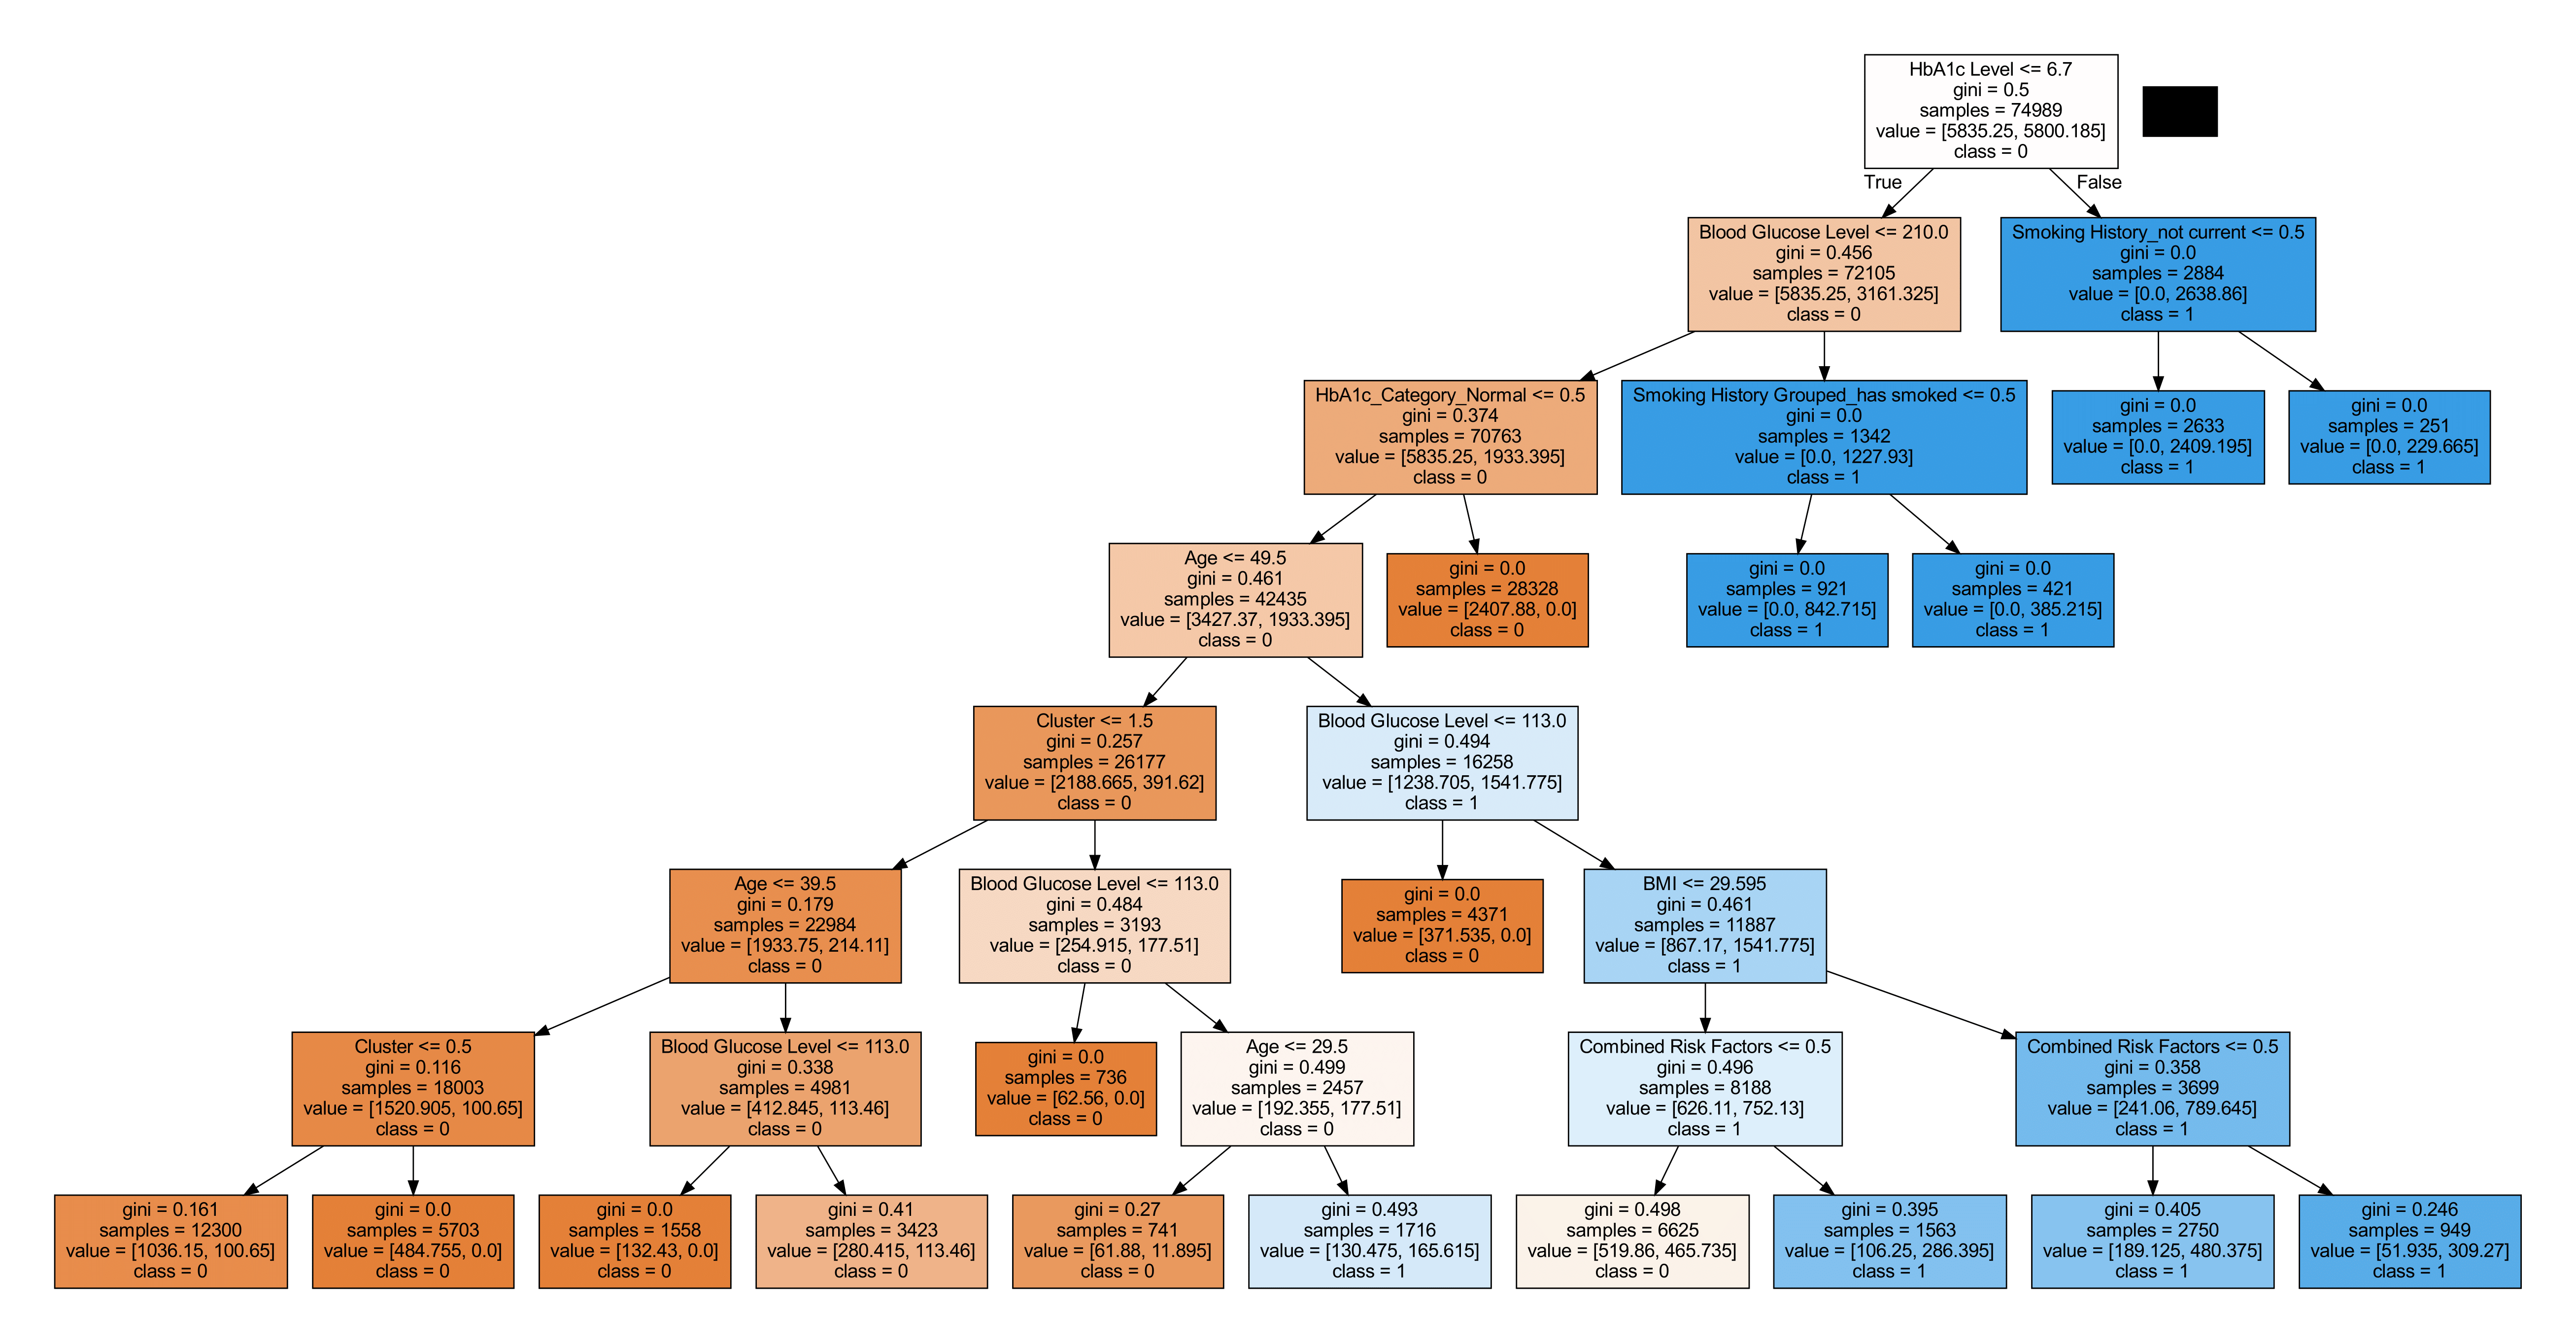 HbA1c Level <= 6.7
gini = 0.5
samples = 74989
value = [5835.25, 5800.185]
class = 0
True
False
Blood Glucose Level <= 210.0
gini = 0.456
samples = 72105
value = [5835.25, 3161.325]
class = 0
Smoking History_not current <= 0.5
gini = 0.0
samples = 2884
value = [0.0, 2638.86]
class = 1
HbA1c_Category_Normal <= 0.5
gini = 0.374
samples = 70763
value = [5835.25, 1933.395]
class = 0
Smoking History Grouped_has smoked <= 0.5
gini = 0.0
samples = 1342
value = [0.0, 1227.93]
class = 1
gini = 0.0
samples = 2633
value = [0.0, 2409.195]
class = 1
gini = 0.0
samples = 251
value = [0.0, 229.665]
class = 1
Age <= 49.5
gini = 0.461
samples = 42435
value = [3427.37, 1933.395]
class = 0
gini = 0.0
samples = 28328
value = [2407.88, 0.0]
class = 0
gini = 0.0
samples = 921
value = [0.0, 842.715]
class = 1
gini = 0.0
samples = 421
value = [0.0, 385.215]
class = 1
Cluster <= 1.5
gini = 0.257
samples = 26177
value = [2188.665, 391.62]
class = 0
Blood Glucose Level <= 113.0
gini = 0.494
samples = 16258
value = [1238.705, 1541.775]
class = 1
Age <= 39.5
gini = 0.179
samples = 22984
value = [1933.75, 214.11]
class = 0
Blood Glucose Level <= 113.0
gini = 0.484
samples = 3193
value = [254.915, 177.51]
class = 0
gini = 0.0
samples = 4371
value = [371.535, 0.0]
class = 0
BMI <= 29.595
gini = 0.461
samples = 11887
value = [867.17, 1541.775]
class = 1
Cluster <= 0.5
gini = 0.116
samples = 18003
value = [1520.905, 100.65]
class = 0
Blood Glucose Level <= 113.0
gini = 0.338
samples = 4981
value = [412.845, 113.46]
class = 0
gini = 0.0
samples = 736
value = [62.56, 0.0]
class = 0
Age <= 29.5
gini = 0.499
samples = 2457
value = [192.355, 177.51]
class = 0
Combined Risk Factors <= 0.5
gini = 0.496
samples = 8188
value = [626.11, 752.13]
class = 1
Combined Risk Factors <= 0.5
gini = 0.358
samples = 3699
value = [241.06, 789.645]
class = 1
gini = 0.161
samples = 12300
value = [1036.15, 100.65]
class = 0
gini = 0.0
samples = 5703
value = [484.755, 0.0]
class = 0
gini = 0.0
samples = 1558
value = [132.43, 0.0]
class = 0
gini = 0.41
samples = 3423
value = [280.415, 113.46]
class = 0
gini = 0.27
samples = 741
value = [61.88, 11.895]
class = 0
gini = 0.493
samples = 1716
value = [130.475, 165.615]
class = 1
gini = 0.498
samples = 6625
value = [519.86, 465.735]
class = 0
gini = 0.395
samples = 1563
value = [106.25, 286.395]
class = 1
gini = 0.405
samples = 2750
value = [189.125, 480.375]
class = 1
gini = 0.246
samples = 949
value = [51.935, 309.27]
class = 1